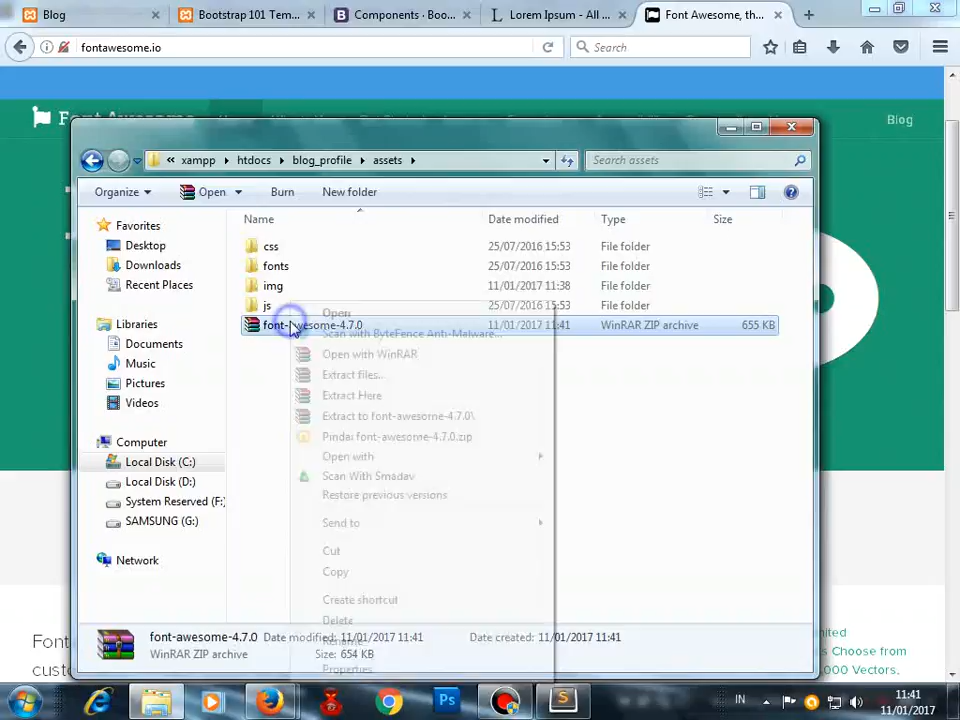 Blog
Bootstrap 101 Tem...
Components · Boo...
Lorem Ipsum - All ...
Font Awesome, th...
fontawesome.io
Search
Blog
xampp
htdocs
blog_profile
assets
Search assets
Organize
Open
Burn
New folder
Name
Date modified
Type
Size
Favorites
Desktop
Downloads
Recent Places
Libraries
Documents
Music
Pictures
Videos
Computer
Local Disk (C:)
Local Disk (D:)
System Reserved (F:)
SAMSUNG (G:)
Network
css 25/07/2016 15:53 File folder
fonts 25/07/2016 15:53 File folder
img 11/01/2017 11:38 File folder
js 25/07/2016 15:53 File folder
font-awesome-4.7.0 11/01/2017 11:41 WinRAR ZIP archive 655 KB
Open
Scan with ByteFence Anti-Malware...
Open with WinRAR
Extract files...
Extract Here
Extract to font-awesome-4.7.0\
Pindai font-awesome-4.7.0.zip
Open with
Scan With Smadav
Restore previous versions
Send to
Cut
Copy
Create shortcut
Delete
Rename
Properties
font-awesome-4.7.0 Date modified: 11/01/2017 11:41 Date created: 11/01/2017 11:41
WinRAR ZIP archive Size: 654 KB
Choose from
,000 Vectors,
IN
11:41
11/01/2017